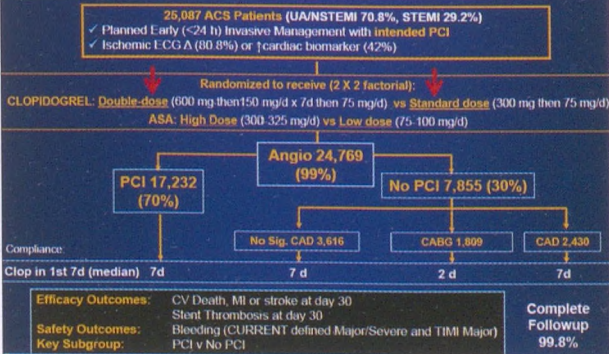 25,087 ACS Patients (UA/NSTEMI 70.8%, STEMI 29.2%)
✓ Planned Early (<24 h) Invasive Management with intended PCI
✓ Ischemic ECG Δ (80.8%) or ↑cardiac biomarker (42%)
Randomized to receive (2 X 2 factorial):
CLOPIDOGREL: Double-dose (600 mg then150 mg/d x 7d then 75 mg/d) vs Standard dose (300 mg then 75 mg/d)
ASA: High Dose (300-325 mg/d) vs Low dose (75-100 mg/d)
Angio 24,769
(99%)
PCI 17,232
(70%)
No PCI 7,855 (30%)
No Sig. CAD 3,616
CABG 1,809
CAD 2,430
Compliance:
Clop in 1st 7d (median) 7d 7 d 2 d 7d
Efficacy Outcomes: CV Death, MI or stroke at day 30
Stent Thrombosis at day 30
Safety Outcomes: Bleeding (CURRENT defined Major/Severe and TIMI Major)
Key Subgroup: PCI v No PCI
Complete
Followup
99.8%